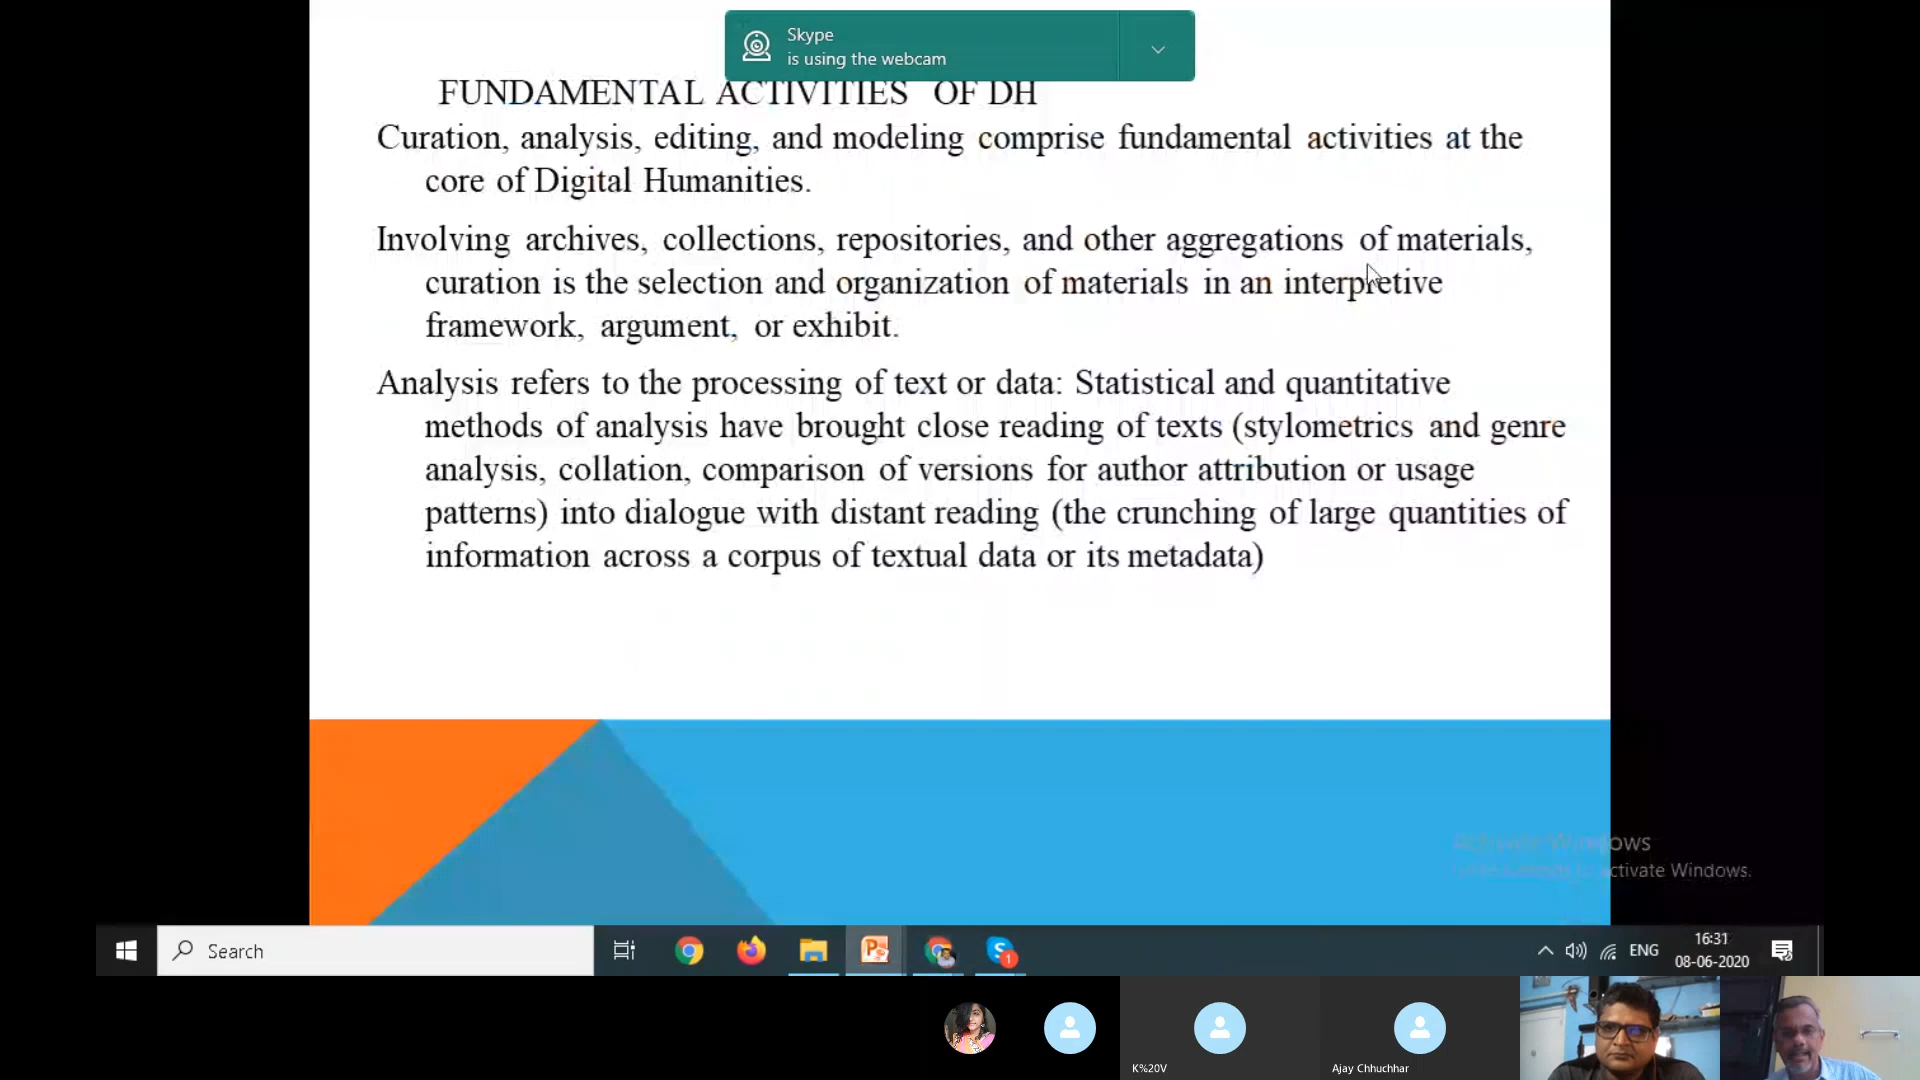 Skype
is using the webcam
FUNDAMENTAL ACTIVITIES OF DH
Curation, analysis, editing, and modeling comprise fundamental activities at the
core of Digital Humanities.
Involving archives, collections, repositories, and other aggregations of materials,
curation is the selection and organization of materials in an interpretive
framework, argument, or exhibit.
Analysis refers to the processing of text or data: Statistical and quantitative
methods of analysis have brought close reading of texts (stylometrics and genre
analysis, collation, comparison of versions for author attribution or usage
patterns) into dialogue with distant reading (the crunching of large quantities of
information across a corpus of textual data or its metadata)
Activate Windows
activate Windows.
Search
1
ENG
16:31
08-06-2020
K%20V
Ajay Chhuchhar